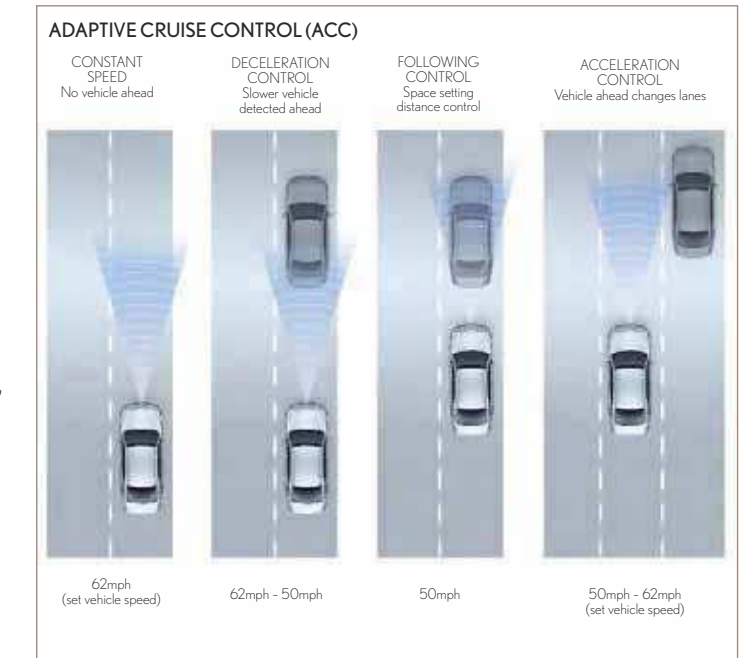 ADAPTIVE CRUISE CONTROL (ACC)
CONSTANT
SPEED
No vehicle ahead
DECELERATION
CONTROL
Slower vehicle
detected ahead
FOLLOWING
CONTROL
Space setting
distance control
ACCELERATION
CONTROL
Vehicle ahead changes lanes
62mph
(set vehicle speed)
62mph - 50mph
50mph
50mph - 62mph
(set vehicle speed)